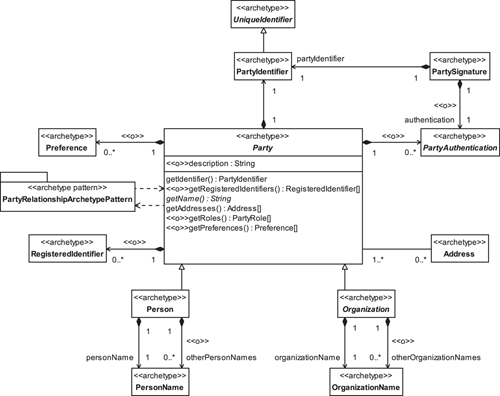 <<archetype>>
UniqueIdentifier
<<archetype>>
PartyIdentifier
partyIdentifier
1 1
<<archetype>>
PartySignature
1 1
<<o>>
authentication
1 1
<<archetype>>
Preference
<<o>>
0..* 1
<<archetype>>
Party
<<o>>description : String
getIdentifier() : PartyIdentifier
<<o>>getRegisteredIdentifiers() : RegisteredIdentifier[]
getName() : String
getAddresses() : Address[]
<<o>>getRoles() : PartyRole[]
<<o>>getPreferences() : Preference[]
<<o>>
1 0..*
<<archetype>>
PartyAuthentication
<<archetype pattern>>
PartyRelationshipArchetypePattern
<<archetype>>
RegisteredIdentifier
<<o>>
0..* 1
1..* 0..*
<<archetype>>
Address
<<archetype>>
Person
1 1
<<o>>
personName 1 0..* otherPersonNames
<<archetype>>
PersonName
<<archetype>>
Organization
1 1
<<o>>
organizationName 1 0..* otherOrganizationNames
<<archetype>>
OrganizationName